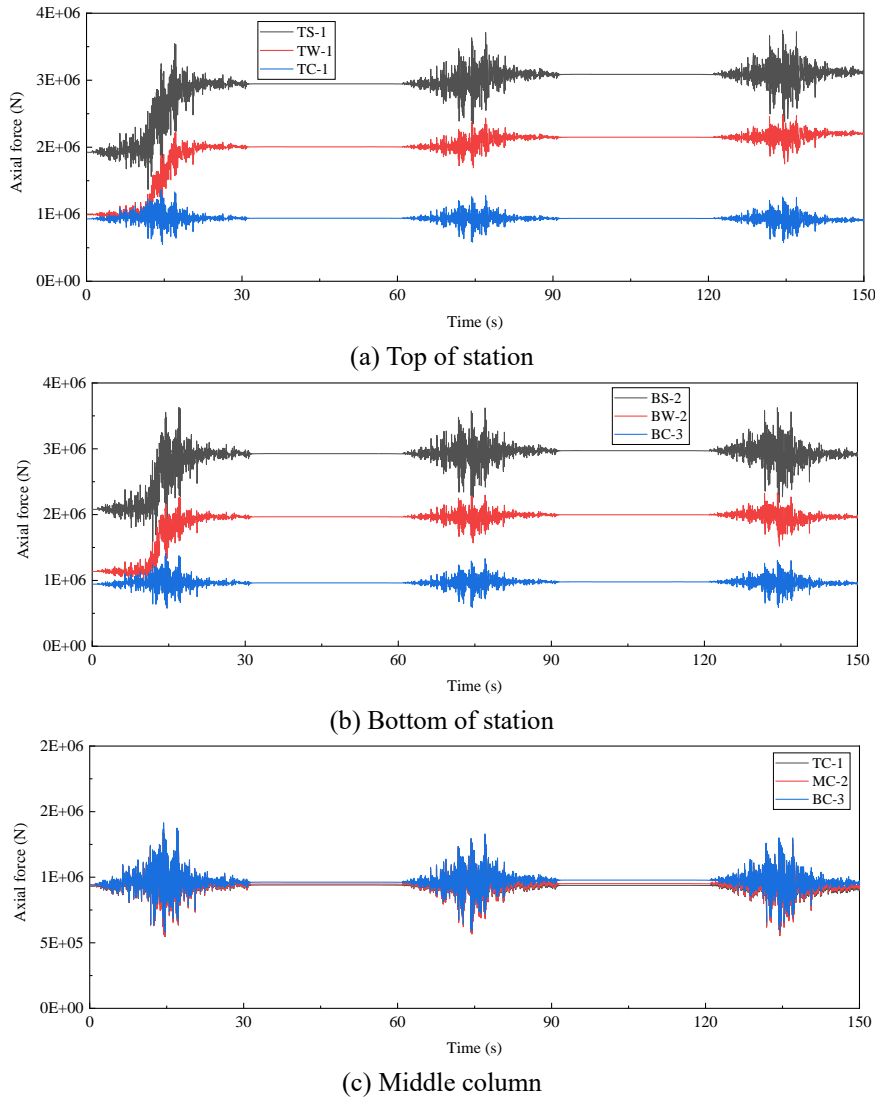 4E+06
3E+06
2E+06
1E+06
0E+00
Axial force (N)
TS-1
TW-1
TC-1
0 30 60 90 120 150
Time (s)
(a) Top of station
4E+06
3E+06
2E+06
1E+06
0E+00
Axial force (N)
BS-2
BW-2
BC-3
0 30 60 90 120 150
Time (s)
(b) Bottom of station
2E+06
2E+06
1E+06
5E+05
0E+00
Axial force (N)
TC-1
MC-2
BC-3
0 30 60 90 120 150
Time (s)
(c) Middle column